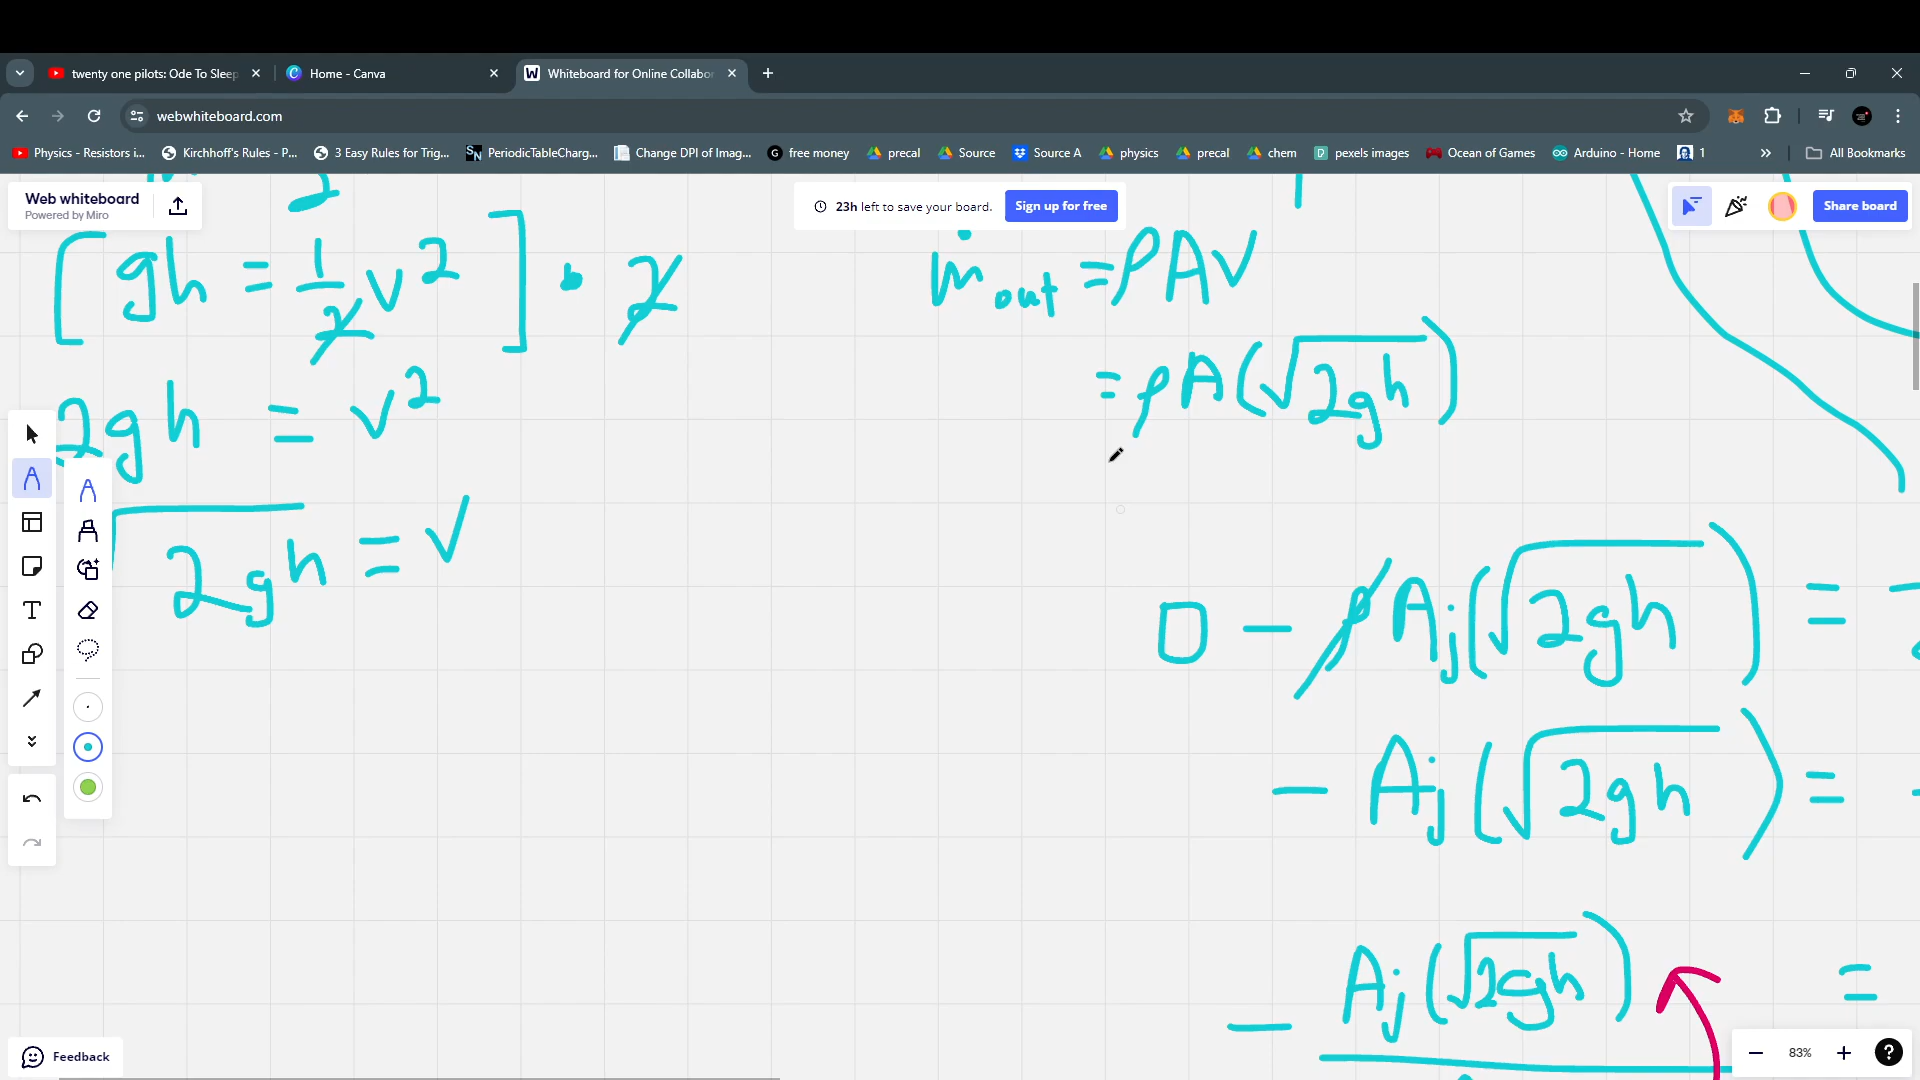 twenty one pilots: Ode To Sleep
Home - Canva
Whiteboard for Online Collabor
webwhiteboard.com
Physics - Resistors i...
Kirchhoff's Rules - P...
3 Easy Rules for Trig...
PeriodicTableCharg...
Change DPI of Imag...
free money
precal
Source
Source A
physics
precal
chem
pexels images
Ocean of Games
Arduino - Home
1
All Bookmarks
Web whiteboard
Powered by Miro
23h left to save your board.
Sign up for free
Share board
[gh = 1/2 v²] · 2
2gh = v²
√2gh = v
ṁ out = ρAV
= ρA(√2gh)
0 - ρAj(√2gh) =
- Aj(√2gh) =
- Aj(√2gh) =
Feedback
83%